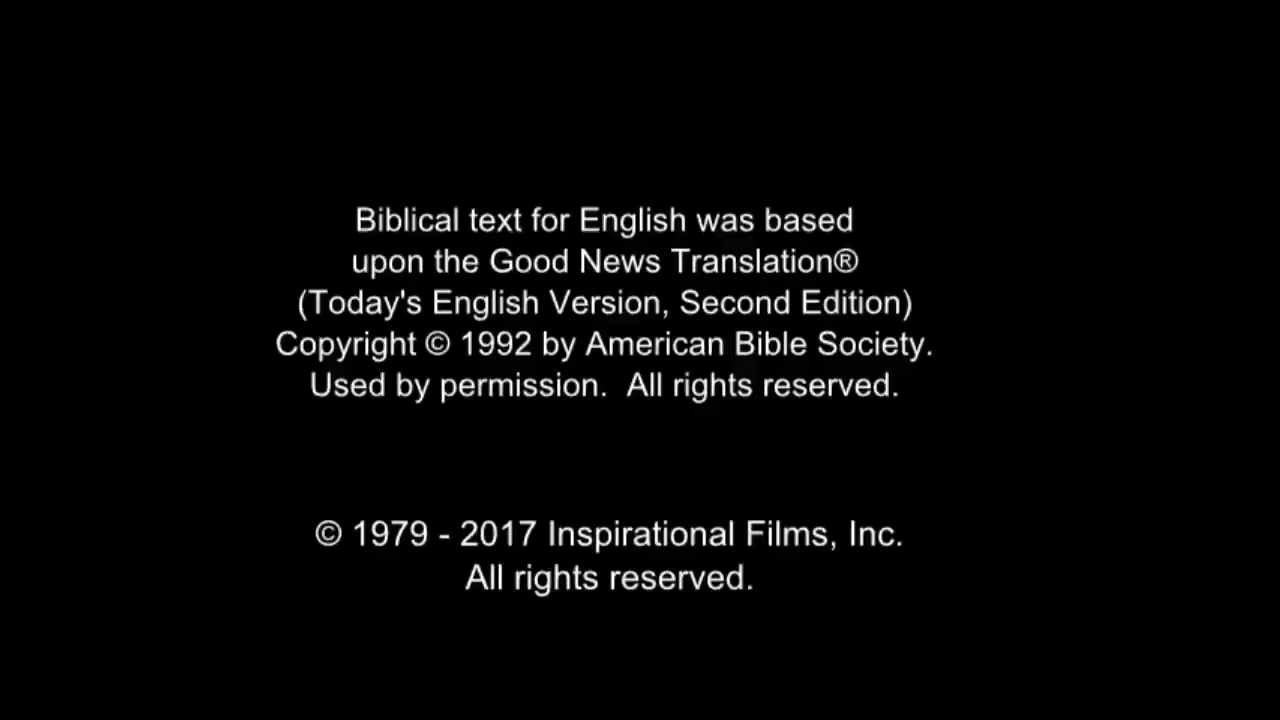 Biblical text for English was based
upon the Good News Translation®
(Today's English Version, Second Edition)
Copyright © 1992 by American Bible Society.
Used by permission.  All rights reserved.
© 1979 - 2017 Inspirational Films, Inc.
All rights reserved.